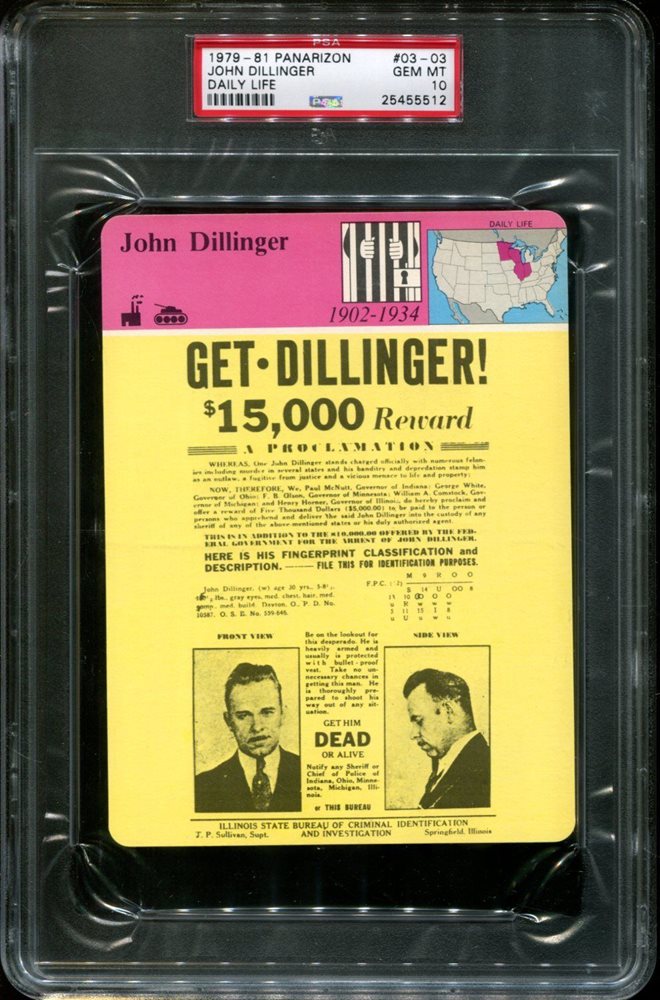 PSA
1979-81 PANARIZON #03-03
JOHN DILLINGER GEM MT
DAILY LIFE 10
PSA 25455512
John Dillinger
DAILY LIFE
1902-1934
GET·DILLINGER!
$15,000 Reward
A PROCLAMATION
WHEREAS, One John Dillinger stands charged officially with numerous felon-
ies including murder in several states and his banditry and depredation stamp him
as an outlaw, a fugitive from justice and a vicious menace to life and property;
NOW, THEREFORE, We, Paul McNutt, Governor of Indiana; George White,
Governor of Ohio; F. B. Olson, Governor of Minnesota; William A. Comstock, Gov-
ernor of Michigan; and Henry Horner, Governor of Illinois, do hereby proclaim and
offer a reward of Five Thousand Dollars ($5,000.00) to be paid to the person or
persons who apprehend and deliver the said John Dillinger into the custody of any
sheriff of any of the above-mentioned states or his duly authorized agent.
THIS IS IN ADDITION TO THE $10,000.00 OFFERED BY THE FED-
ERAL GOVERNMENT FOR THE ARREST OF JOHN DILLINGER.
HERE IS HIS FINGERPRINT CLASSIFICATION and
DESCRIPTION. —— FILE THIS FOR IDENTIFICATION PURPOSES.
John Dillinger, (w) age 30 yrs.,
lbs., gray eyes, med. chest. hair, med.
comp., med. build. Dayton, O., P. D. No.
10587. O. S. E. No. 559-646.
F.P.C.
M 9 R O O
S 14 U OO 8
13 10 O O
u R w w w
5 11 15 I 8
u U u w u
FRONT VIEW
Be on the lookout for
this desperado. He is
heavily armed and
usually is protected
with bullet-proof
vest. Take no un-
necessary chances in
getting this man. He
is thoroughly pre-
pared to shoot his
way out of any sit-
uation.
GET HIM
DEAD
OR ALIVE
Notify any Sheriff or
Chief of Police of
Indiana, Ohio, Minne-
sota, Michigan, Illi-
nois.
or THIS BUREAU
SIDE VIEW
ILLINOIS STATE BUREAU OF CRIMINAL IDENTIFICATION
T. P. Sullivan, Supt. AND INVESTIGATION Springfield, Illinois